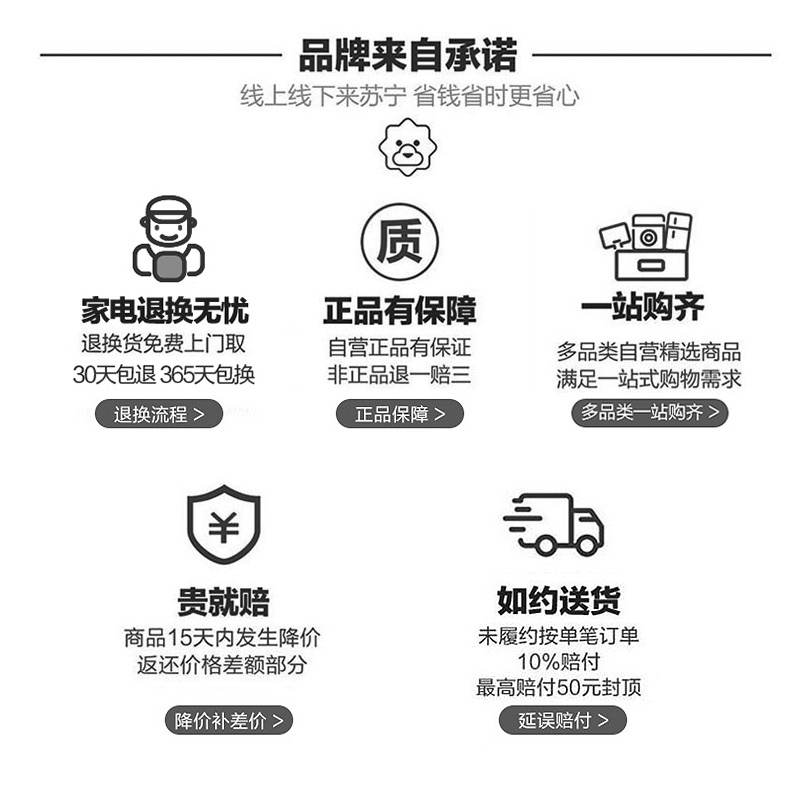 品牌来自承诺
线上线下来苏宁 省钱省时更省心
家电退换无忧
退换货免费上门取
30天包退 365天包换
退换流程 >
质
正品有保障
自营正品有保证
非正品退一赔三
正品保障 >
一站购齐
多品类自营精选商品
满足一站式购物需求
多品类一站购齐 >
¥
贵就赔
商品15天内发生降价
返还价格差额部分
降价补差价 >
如约送货
未履约按单笔订单
10%赔付
最高赔付50元封顶
延误赔付 >